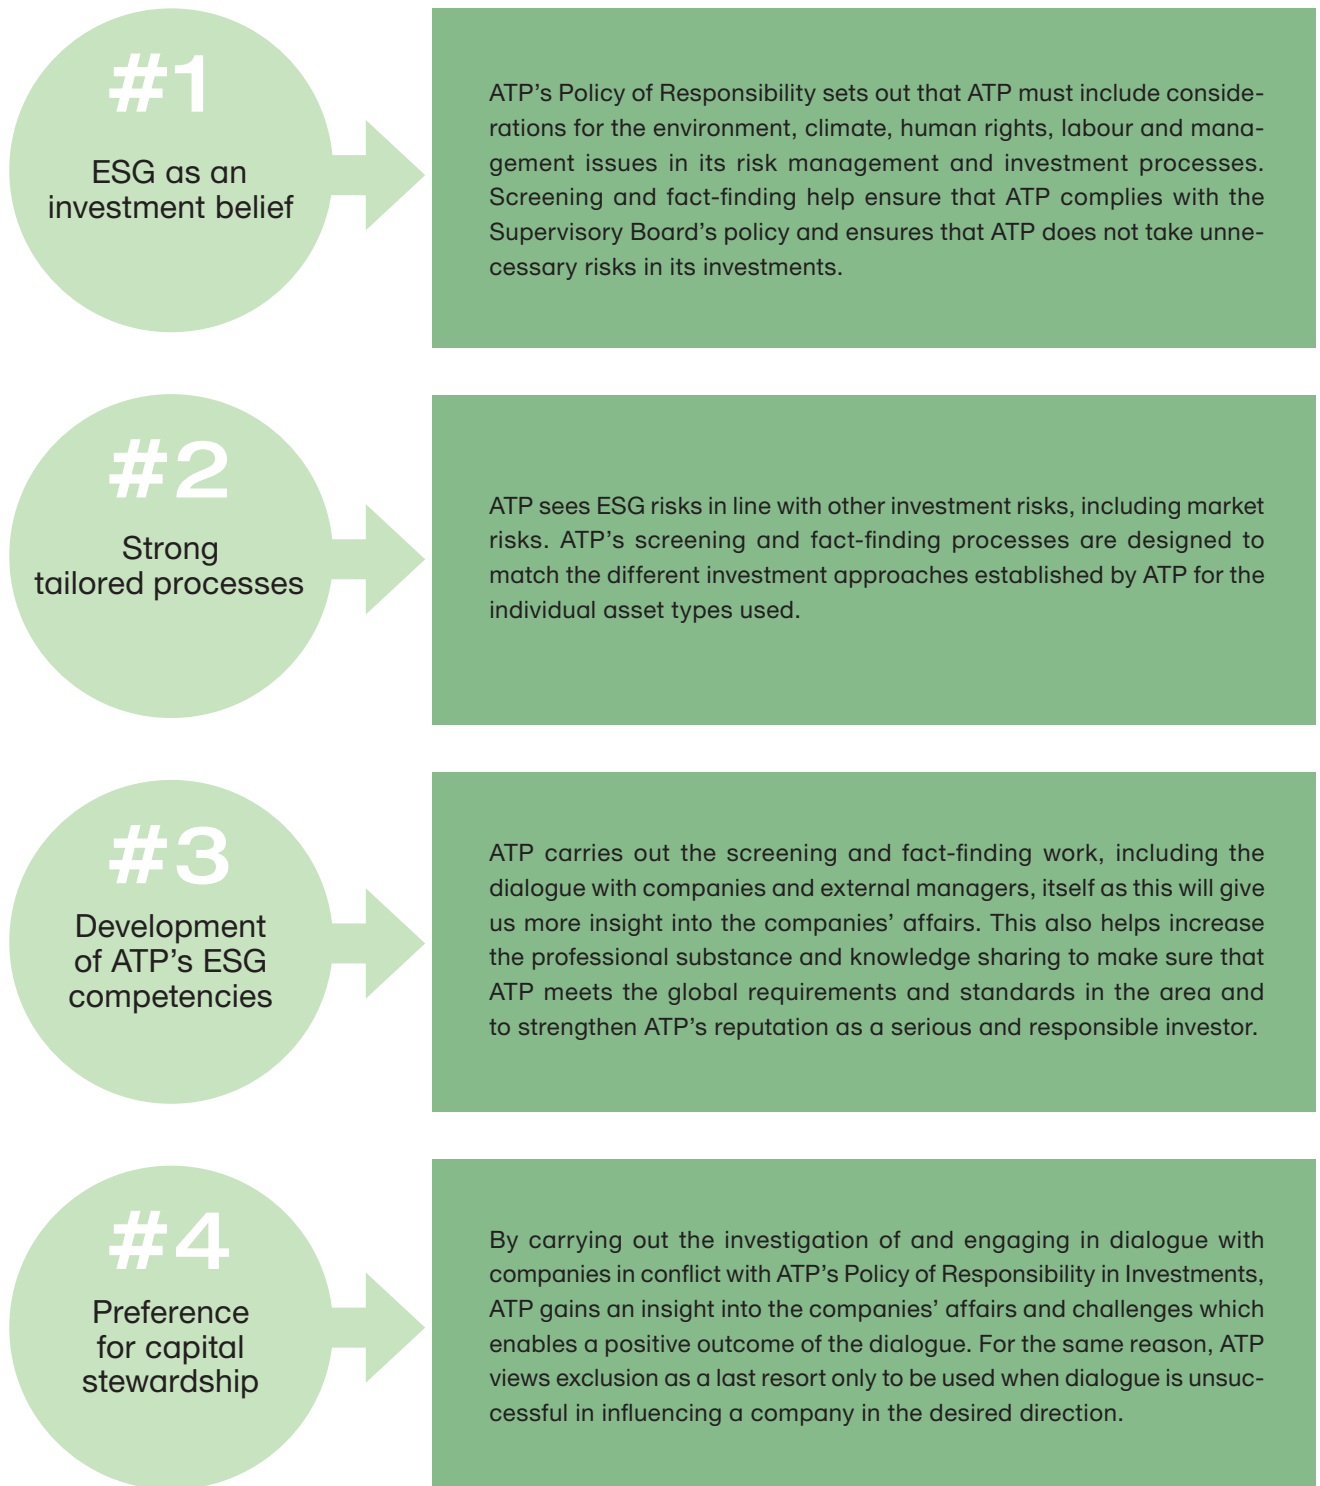 #1
ESG as an
investment belief
ATP's Policy of Responsibility sets out that ATP must include conside-
rations for the environment, climate, human rights, labour and mana-
gement issues in its risk management and investment processes.
Screening and fact-finding help ensure that ATP complies with the
Supervisory Board's policy and ensures that ATP does not take unne-
cessary risks in its investments.
#2
Strong
tailored processes
ATP sees ESG risks in line with other investment risks, including market
risks. ATP's screening and fact-finding processes are designed to
match the different investment approaches established by ATP for the
individual asset types used.
#3
Development
of ATP's ESG
competencies
ATP carries out the screening and fact-finding work, including the
dialogue with companies and external managers, itself as this will give
us more insight into the companies' affairs. This also helps increase
the professional substance and knowledge sharing to make sure that
ATP meets the global requirements and standards in the area and
to strengthen ATP's reputation as a serious and responsible investor.
#4
Preference
for capital
stewardship
By carrying out the investigation of and engaging in dialogue with
companies in conflict with ATP's Policy of Responsibility in Investments,
ATP gains an insight into the companies' affairs and challenges which
enables a positive outcome of the dialogue. For the same reason, ATP
views exclusion as a last resort only to be used when dialogue is unsuc-
cessful in influencing a company in the desired direction.